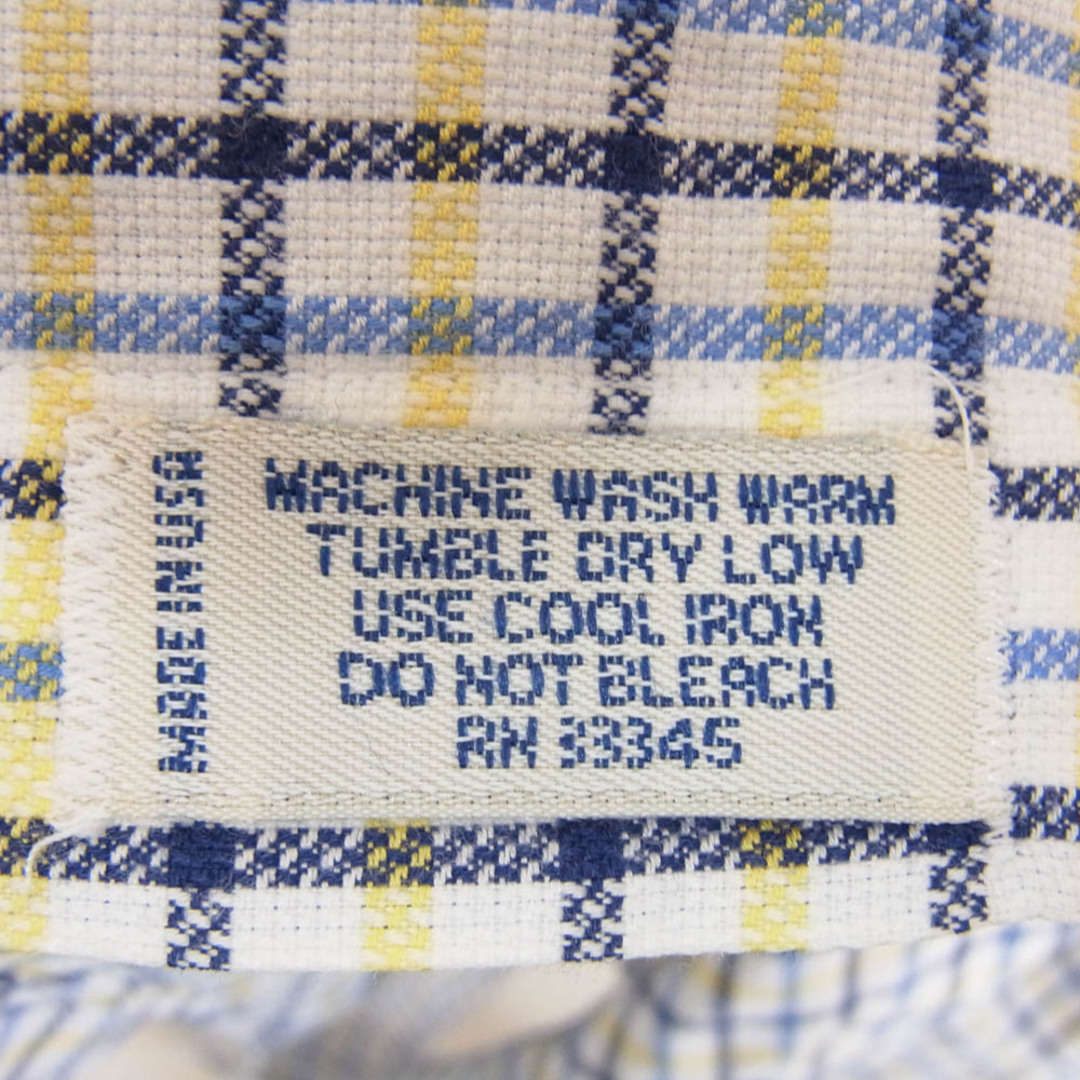 MADE IN USA
MACHINE WASH WARM
TUMBLE DRY LOW
USE COOL IRON
DO NOT BLEACH
RN 33345